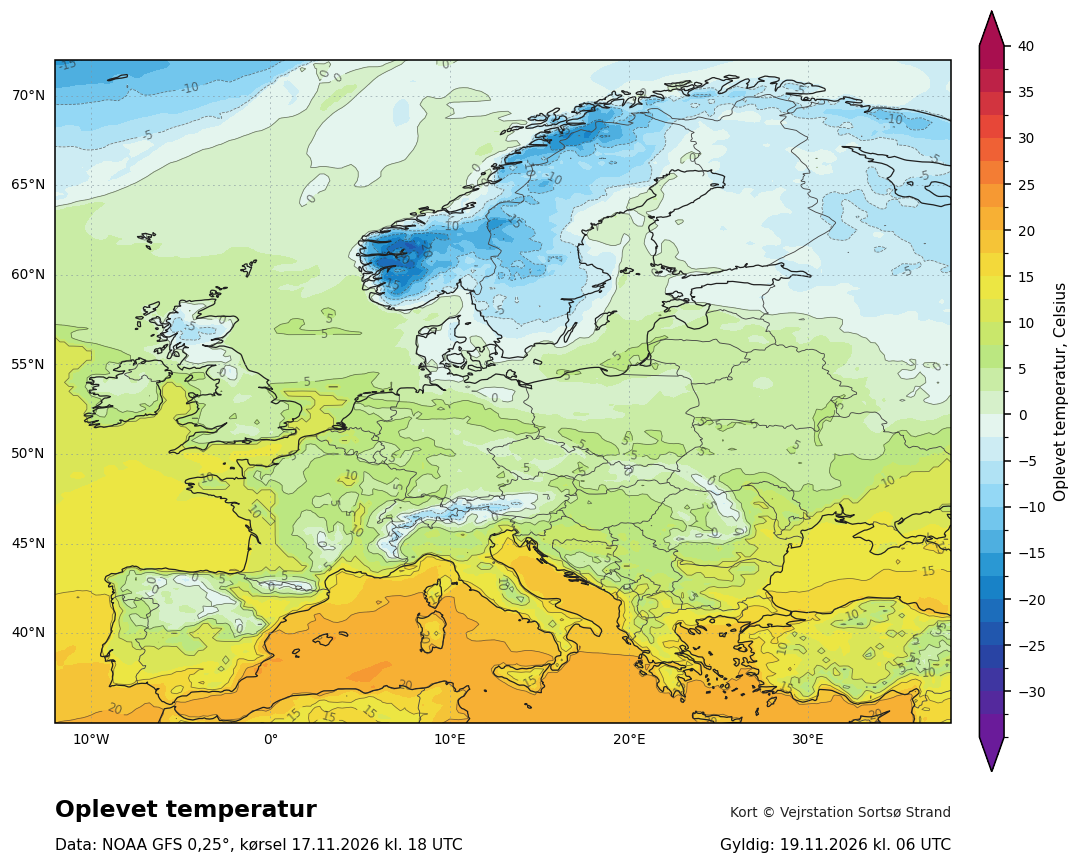 70°N
65°N
60°N
55°N
50°N
45°N
40°N
10°W
0°
10°E
20°E
30°E
40
35
30
25
20
15
10
5
0
−5
−10
−15
−20
−25
−30
Oplevet temperatur, Celsius
Oplevet temperatur
Kort © Vejrstation Sortsø Strand
Data: NOAA GFS 0,25°, kørsel 17.11.2026 kl. 18 UTC
Gyldig: 19.11.2026 kl. 06 UTC